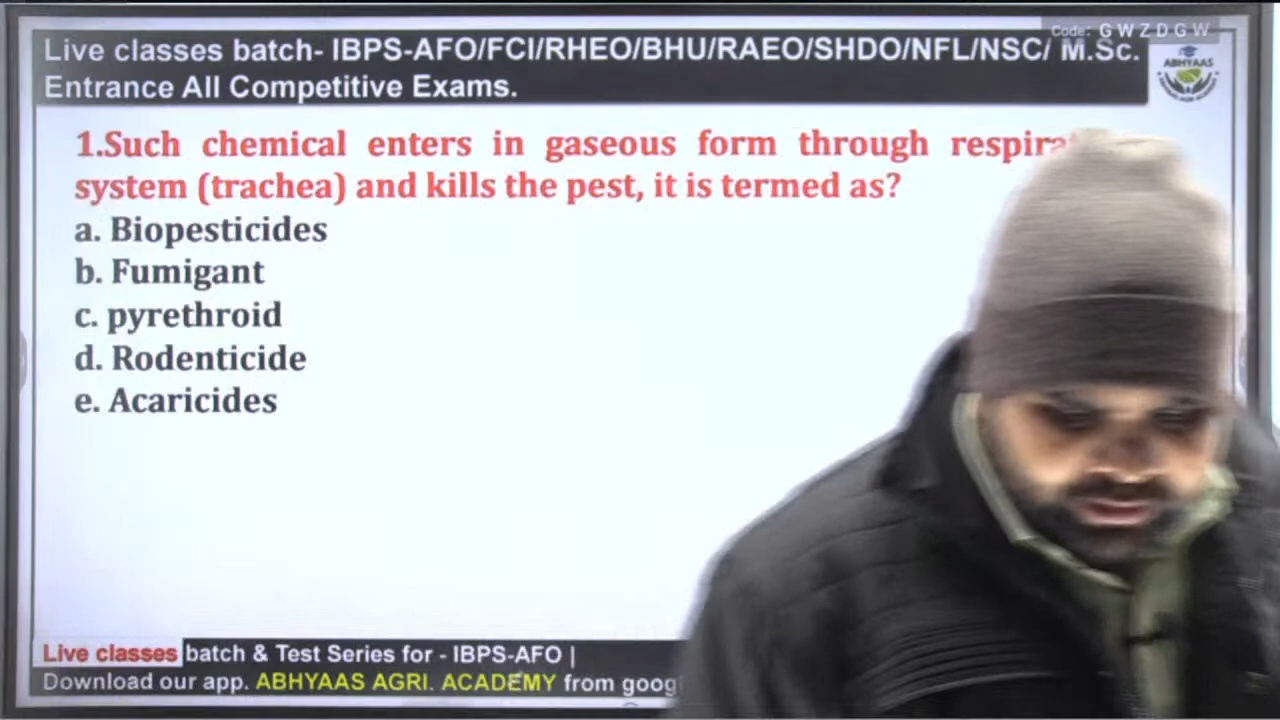 Code: G W Z D G W
Live classes batch- IBPS-AFO/FCI/RHEO/BHU/RAEO/SHDO/NFL/NSC/ M.Sc.
Entrance All Competitive Exams.
ABHYAAS
1.Such chemical enters in gaseous form through
system (trachea) and kills the pest, it is termed as?
a. Biopesticides
b. Fumigant
c. pyrethroid
d. Rodenticide
e. Acaricides
Live classes batch & Test Series for - IBPS-AFO |
Download our app. ABHYAAS AGRI. ACADEMY from